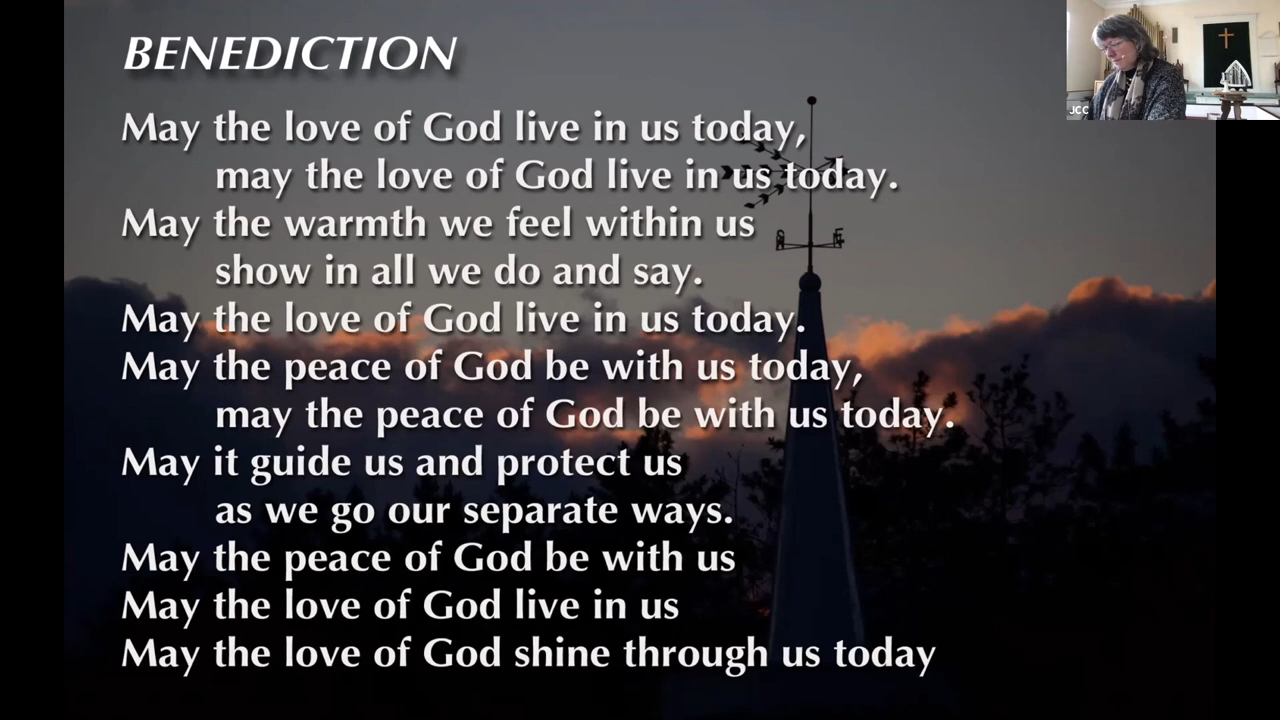 BENEDICTION
May the love of God live in us today,
may the love of God live in us today.
May the warmth we feel within us
show in all we do and say.
May the love of God live in us today.
May the peace of God be with us today,
may the peace of God be with us today.
May it guide us and protect us
as we go our separate ways.
May the peace of God be with us
May the love of God live in us
May the love of God shine through us today
JCC